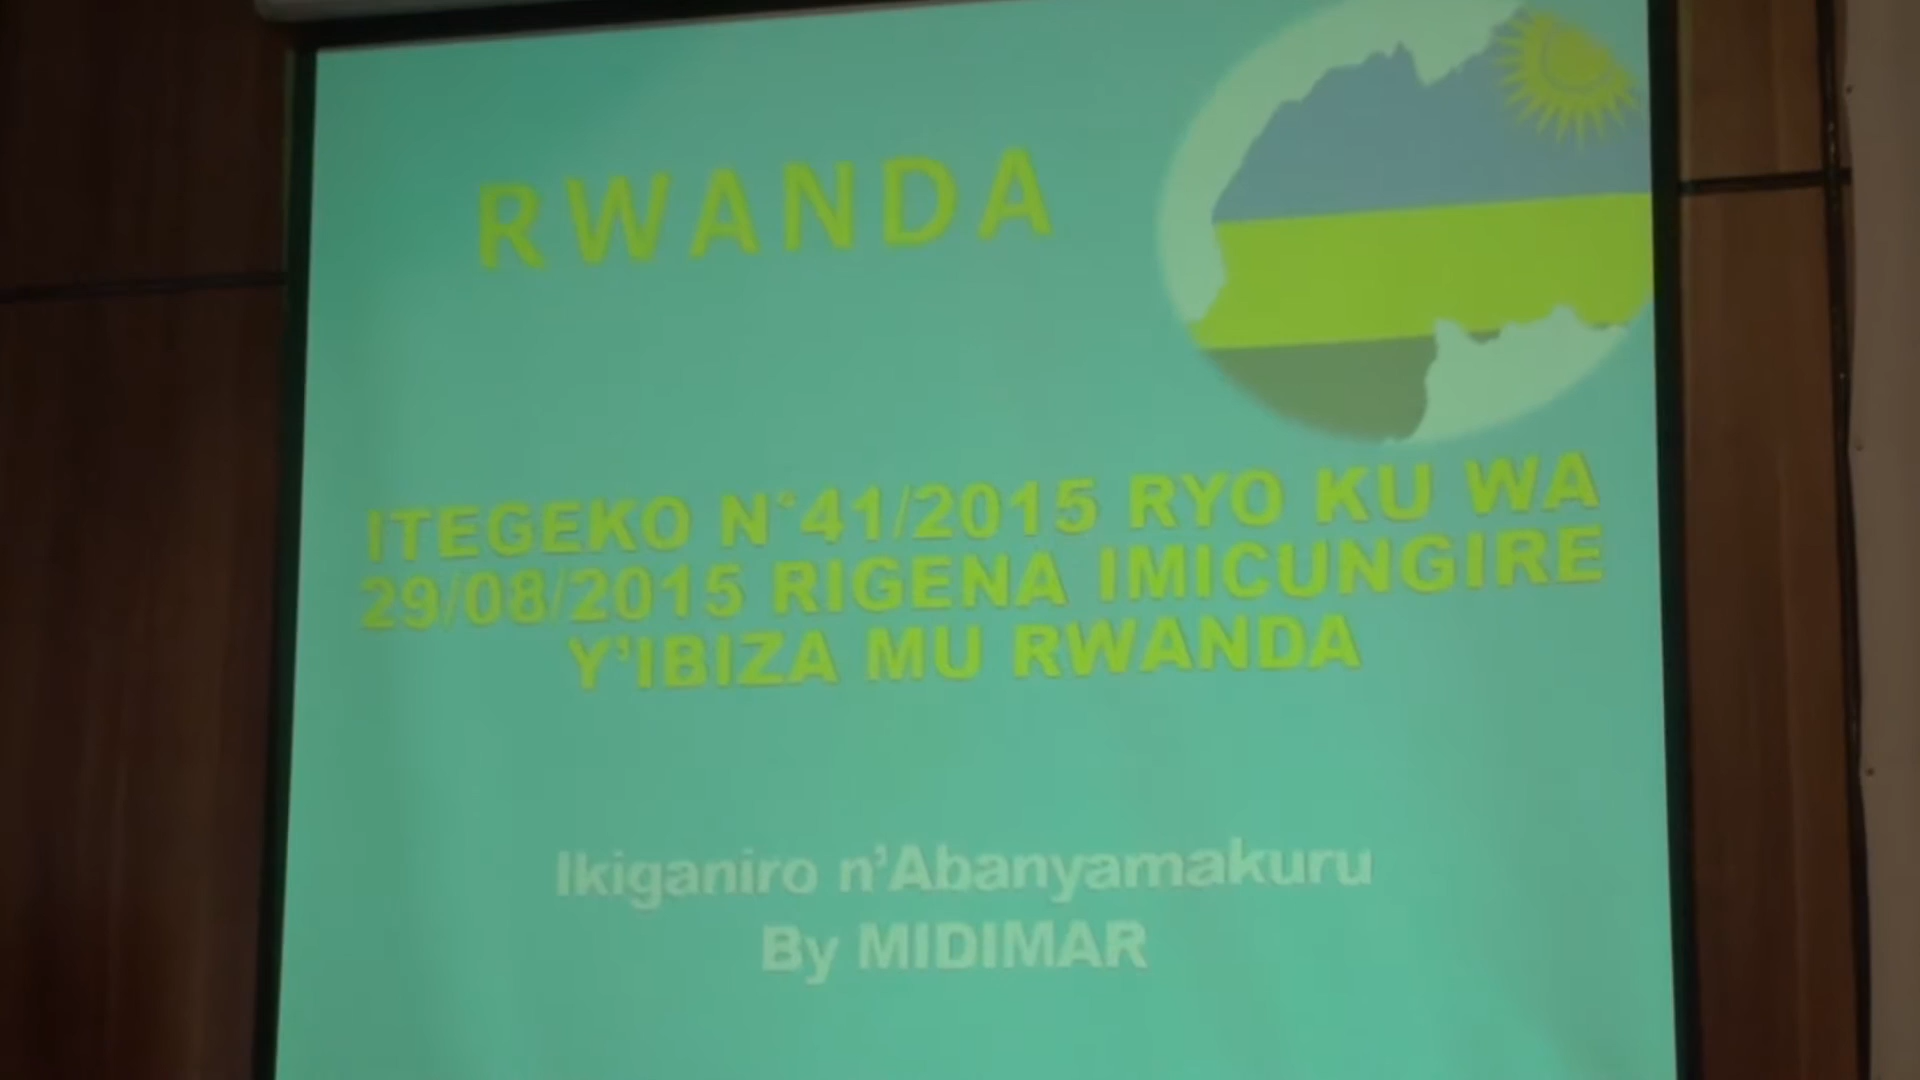 RWANDA
ITEGEKO N°41/2015 RYO KU WA
29/08/2015 RIGENA IMICUNGIRE
Y'IBIZA MU RWANDA
Ikiganiro n'Abanyamakuru
By MIDIMAR